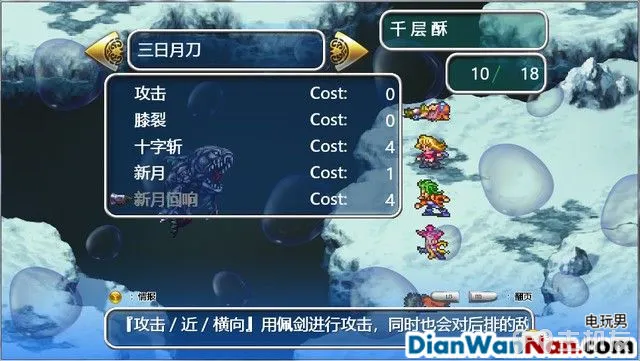 千层酥
三日月刀
10/ 18
攻击 Cost: 0
膝裂 Cost: 0
十字斩 Cost: 4
新月 Cost: 1
新月回响 Cost: 4
:情报
:翻页
『攻击/近/横向』用佩剑进行攻击,同时也会对后排的敌
电玩男
DianWanNan.com